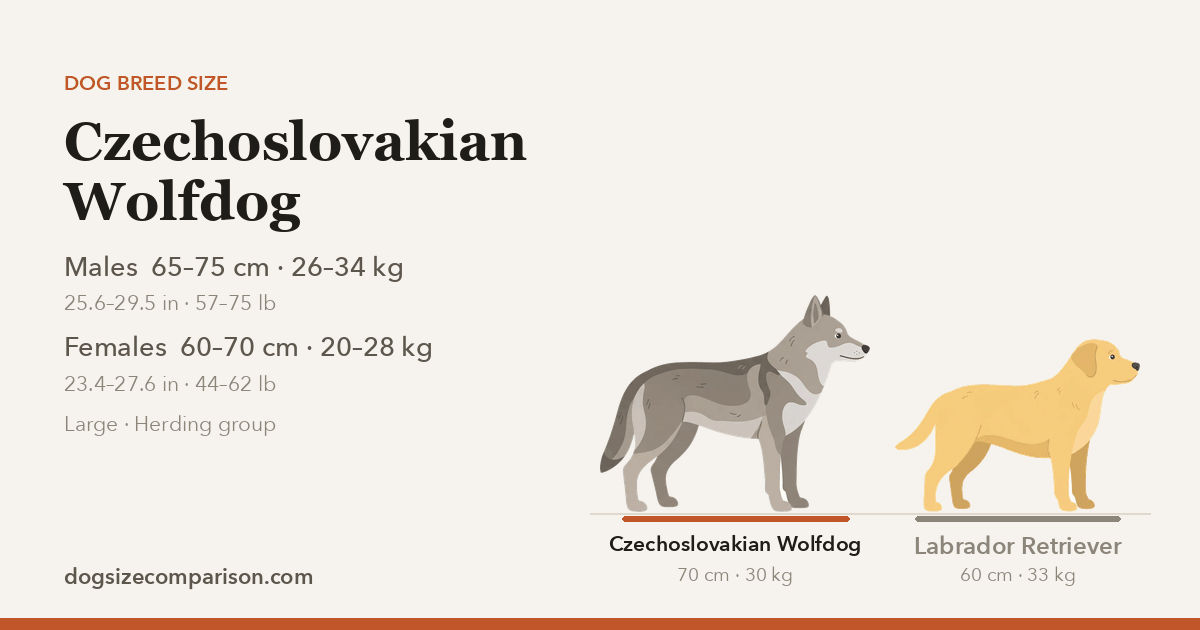 DOG BREED SIZE
Czechoslovakian
Wolfdog
Males 65–75 cm · 26–34 kg
25.6–29.5 in · 57–75 lb
Females 60–70 cm · 20–28 kg
23.4–27.6 in · 44–62 lb
Large · Herding group
Czechoslovakian Wolfdog
70 cm · 30 kg
Labrador Retriever
60 cm · 33 kg
dogsizecomparison.com